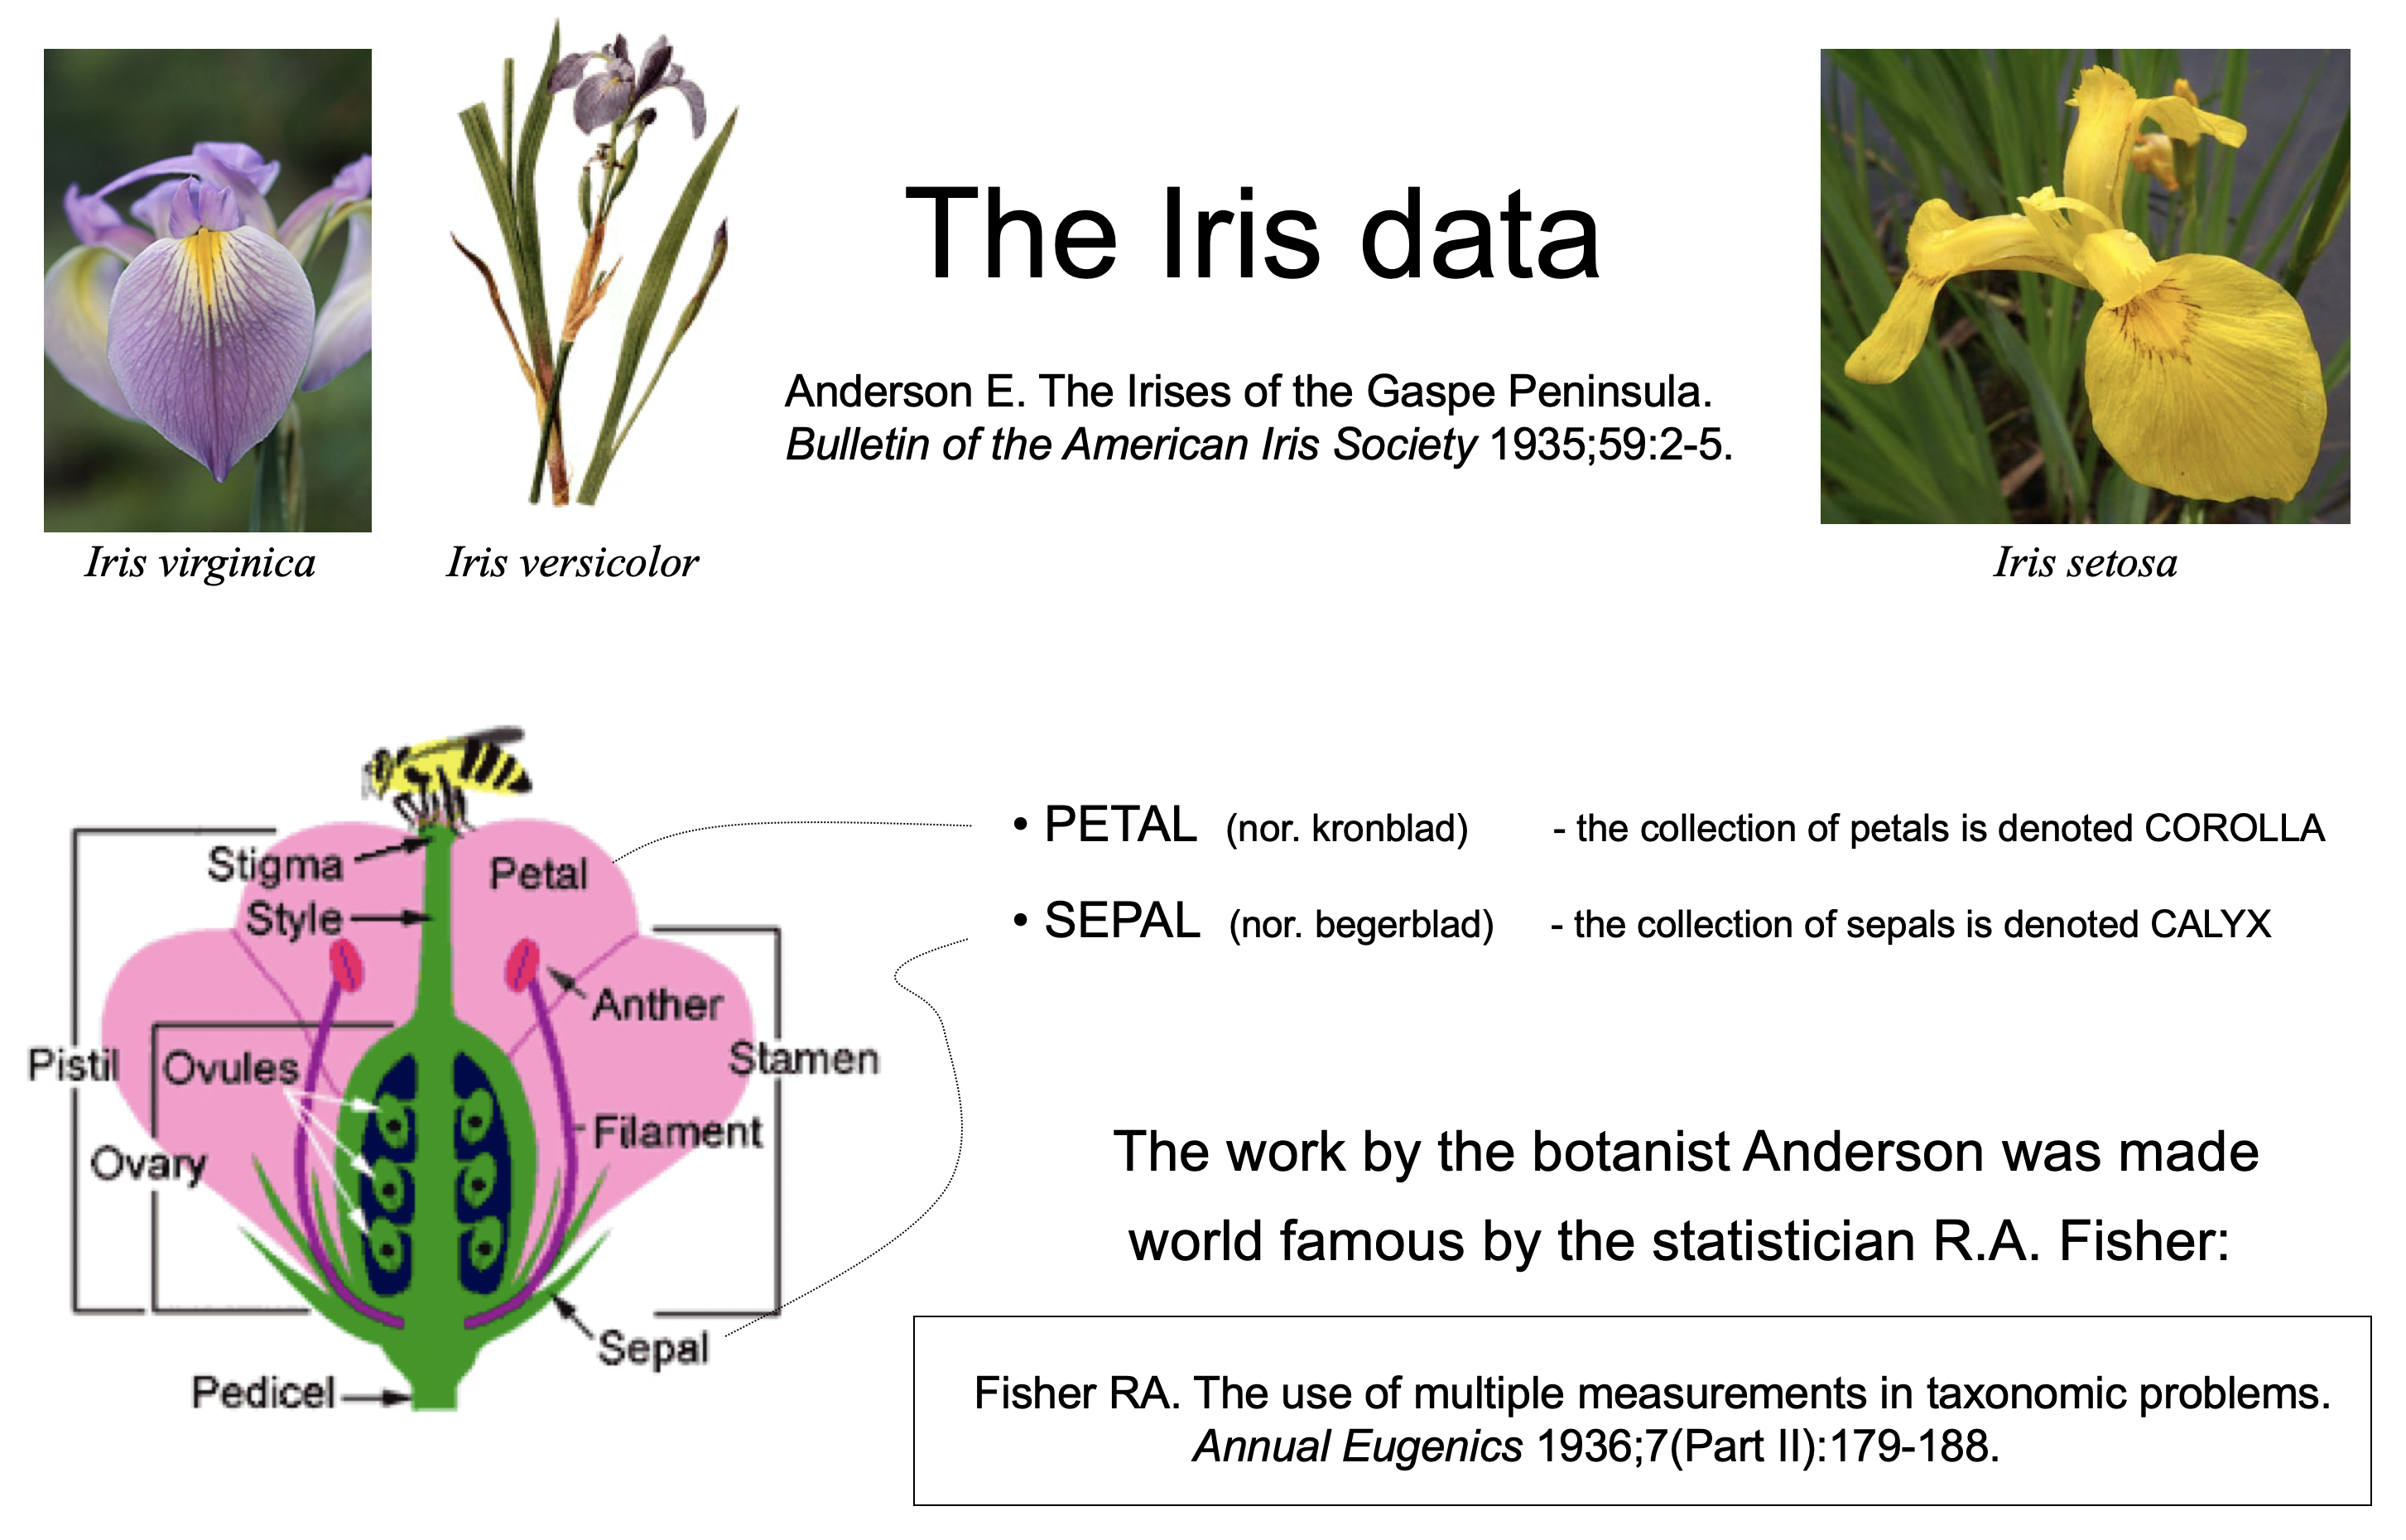 The Iris data
Anderson E. The Irises of the Gaspe Peninsula.
Bulletin of the American Iris Society 1935;59:2-5.
Iris virginica
Iris versicolor
Iris setosa
Stigma
Petal
Style
Anther
Pistil
Ovules
Stamen
Filament
Ovary
Sepal
Pedicel
• PETAL (nor. kronblad) - the collection of petals is denoted COROLLA
• SEPAL (nor. begerblad) - the collection of sepals is denoted CALYX
The work by the botanist Anderson was made
world famous by the statistician R.A. Fisher:
Fisher RA. The use of multiple measurements in taxonomic problems.
Annual Eugenics 1936;7(Part II):179-188.